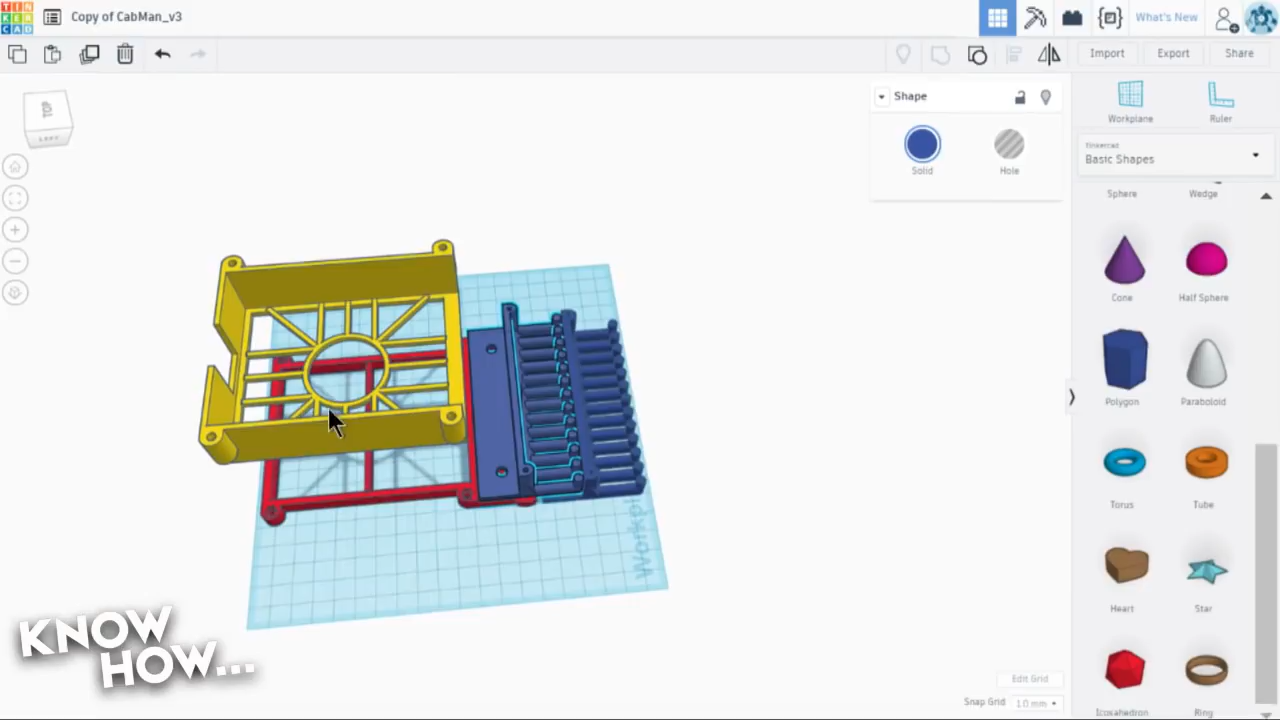 TIN
KER
CAD
Copy of CabMan_v3
What's New
Import
Export
Share
Shape
Solid
Hole
Workplane
Ruler
Tinkercad
Basic Shapes
Sphere
Wedge
Cone
Half Sphere
Polygon
Paraboloid
Torus
Tube
Heart
Star
Icosahedron
Ring
Workpl
Edit Grid
Snap Grid
1.0 mm
KNOW
HOW...